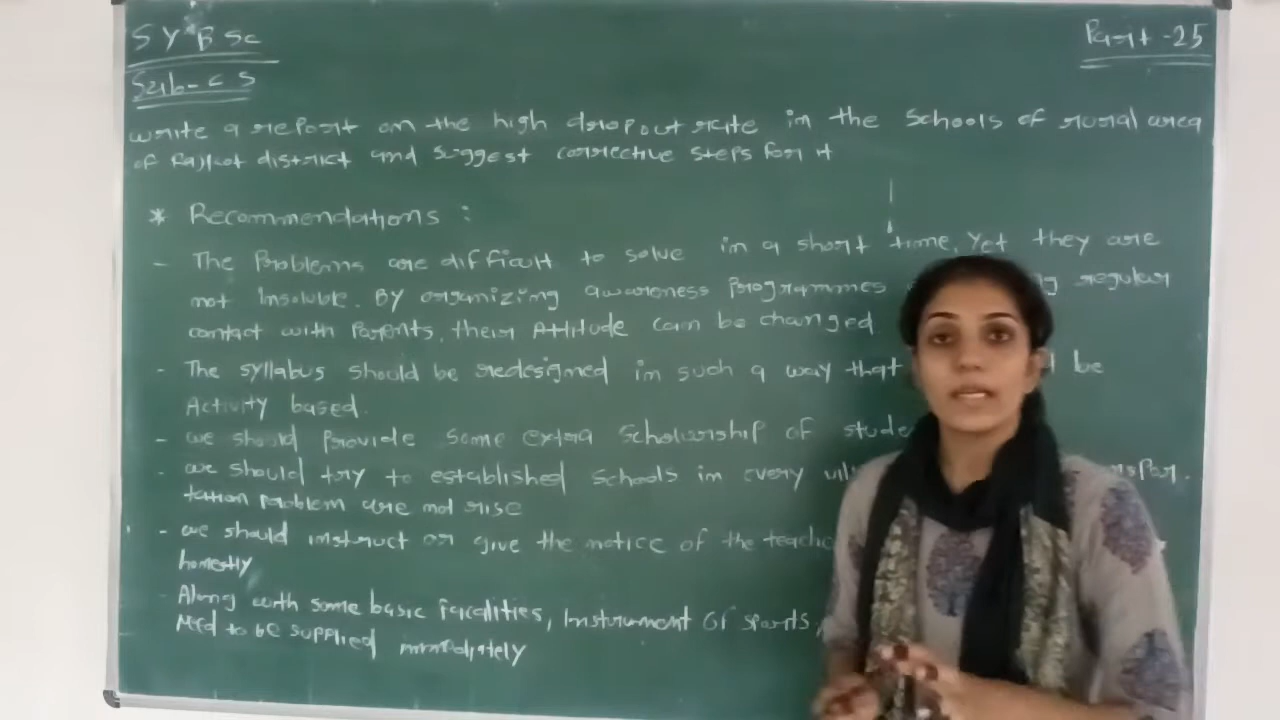 SY BSc
Part-25
Sub-CS
Write a report on the high dropout rate in the Schools of rural area
of Rajkot district and suggest corrective steps for it
* Recommendations:
- The Problems are difficult to solve in a short time. Yet they are
not Insoluble. By organizing awareness Programmes regular
contact with Parents, their Attitude can be changed
- The syllabus should be redesigned in such a way that be
Activity based.
- we should provide some extra Scholarship of
- we should try to established schools in every
tation problem are not rise
- we should instruct or give the notice of the
honestly
Along with some basic facalities, Instrument of sports,
Need to be supplied immediately